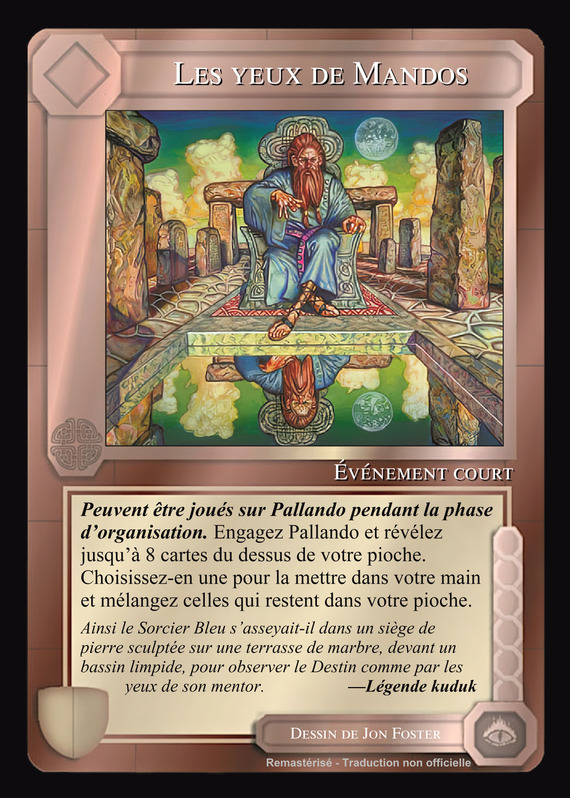 Les yeux de Mandos
Événement court
Peuvent être joués sur Pallando pendant la phase
d'organisation. Engagez Pallando et révélez
jusqu'à 8 cartes du dessus de votre pioche.
Choisissez-en une pour la mettre dans votre main
et mélangez celles qui restent dans votre pioche.
Ainsi le Sorcier Bleu s'asseyait-il dans un siège de
pierre sculptée sur une terrasse de marbre, devant un
bassin limpide, pour observer le Destin comme par les
yeux de son mentor. —Légende kuduk
Dessin de Jon Foster
Remastérisé - Traduction non officielle